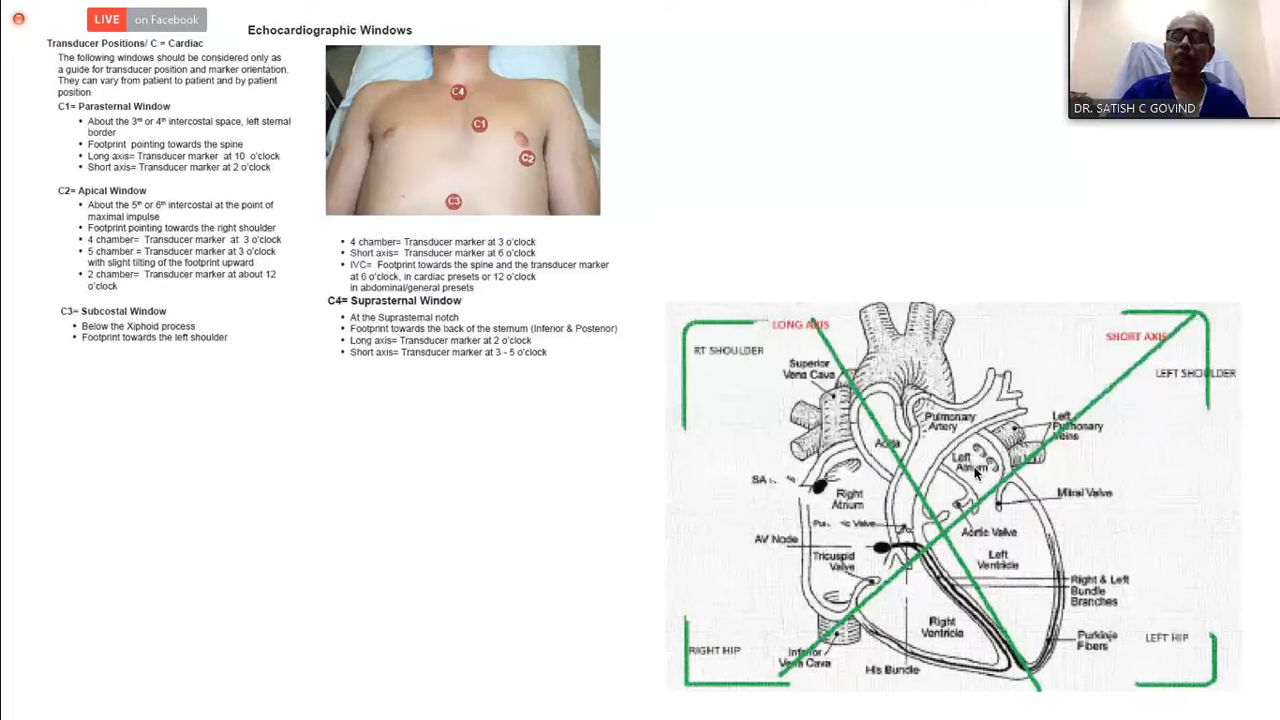 LIVE on Facebook
Echocardiographic Windows
Transducer Positions/ C = Cardiac
The following windows should be considered only as
a guide for transducer position and marker orientation.
They can vary from patient to patient and by patient
position
C1= Parasternal Window
• About the 3rd or 4th intercostal space, left sternal
border
• Footprint pointing towards the spine
• Long axis= Transducer marker at 10 o'clock
• Short axis= Transducer marker at 2 o'clock
C2= Apical Window
• About the 5th or 6th intercostal at the point of
maximal impulse
• Footprint pointing towards the right shoulder
• 4 chamber= Transducer marker at 3 o'clock
• 5 chamber = Transducer marker at 3 o'clock
with slight tilting of the footprint upward
• 2 chamber= Transducer marker at about 12
o'clock
C3= Subcostal Window
• Below the Xiphoid process
• Footprint towards the left shoulder
C4
C1
C2
C3
• 4 chamber= Transducer marker at 3 o'clock
• Short axis= Transducer marker at 6 o'clock
• IVC= Footprint towards the spine and the transducer marker
at 6 o'clock, in cardiac presets or 12 o'clock
in abdominal/general presets
C4= Suprasternal Window
• At the Suprasternal notch
• Footprint towards the back of the sternum (Inferior & Posterior)
• Long axis= Transducer marker at 2 o'clock
• Short axis= Transducer marker at 3 - 5 o'clock
DR. SATISH C GOVIND
LONG AXIS
SHORT AXIS
RT SHOULDER
LEFT SHOULDER
Superior
Vena Cava
Pulmonary
Artery
Left
Pulmonary
Veins
Aorta
Left
Atrium
SA
Right
Atrium
Mitral Valve
Valve
AV Node
Aortic Valve
Tricuspid
Valve
Left
Ventricle
Right & Left
Bundle
Branches
Right
Ventricle
Purkinje
Fibers
LEFT HIP
RIGHT HIP
Inferior
Vena Cava
His Bundle